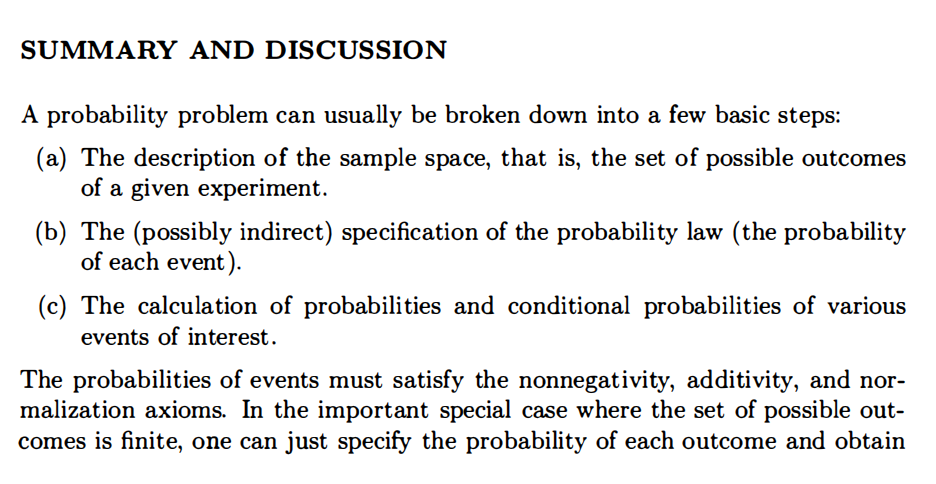 SUMMARY AND DISCUSSION
A probability problem can usually be broken down into a few basic steps:
(a) The description of the sample space, that is, the set of possible outcomes
of a given experiment.
(b) The (possibly indirect) specification of the probability law (the probability
of each event).
(c) The calculation of probabilities and conditional probabilities of various
events of interest.
The probabilities of events must satisfy the nonnegativity, additivity, and nor-
malization axioms. In the important special case where the set of possible out-
comes is finite, one can just specify the probability of each outcome and obtain